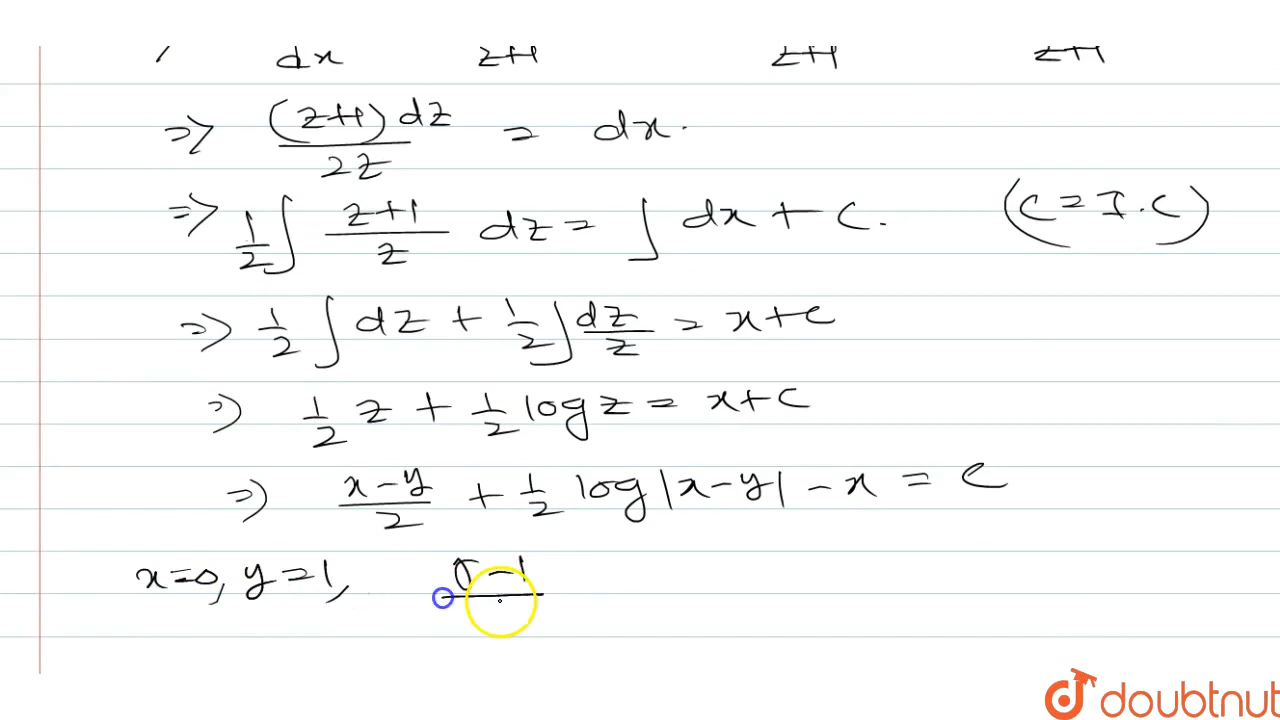 dx z+1 z+1 z+1
=> (z+1)dz/2z = dx.
=> 1/2 ∫ z+1/z dz = ∫ dx + c. (C = I.C)
=> 1/2 ∫ dz + 1/2 ∫ dz/z = x+c
=> 1/2 z + 1/2 log z = x+c
=> x-y/2 + 1/2 log |x-y| - x = c
x=0, y=1, 0-1
doubtnut